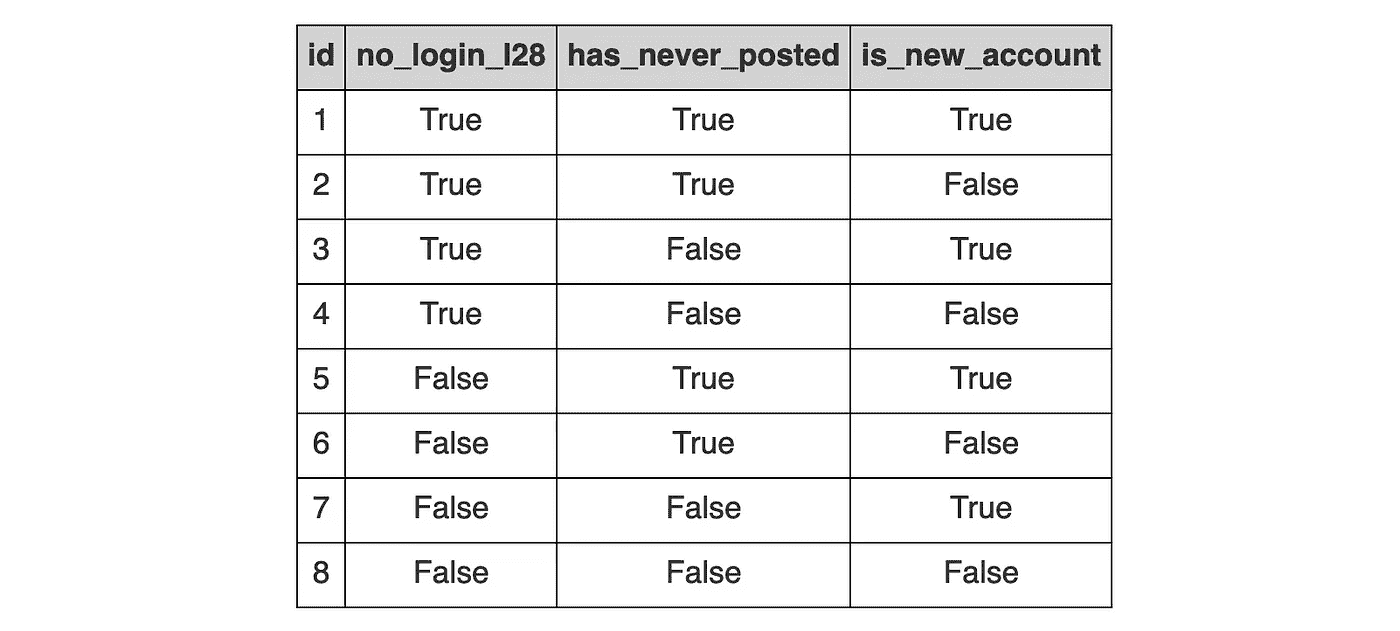 id no_login_l28 has_never_posted is_new_account
1 True True True
2 True True False
3 True False True
4 True False False
5 False True True
6 False True False
7 False False True
8 False False False